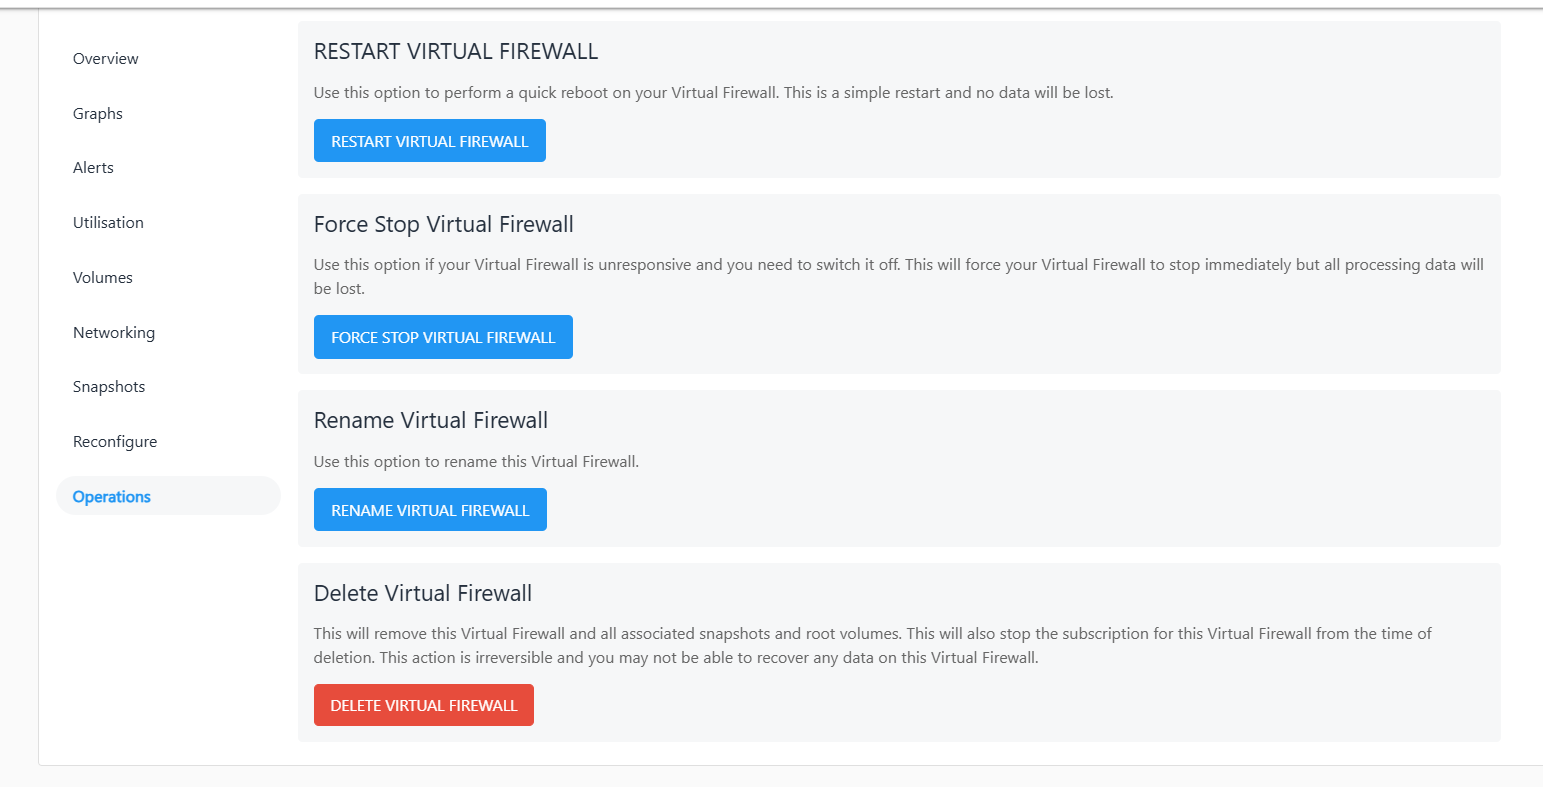 Overview
Graphs
Alerts
Utilisation
Volumes
Networking
Snapshots
Reconfigure
Operations
RESTART VIRTUAL FIREWALL
Use this option to perform a quick reboot on your Virtual Firewall. This is a simple restart and no data will be lost.
RESTART VIRTUAL FIREWALL
Force Stop Virtual Firewall
Use this option if your Virtual Firewall is unresponsive and you need to switch it off. This will force your Virtual Firewall to stop immediately but all processing data will
be lost.
FORCE STOP VIRTUAL FIREWALL
Rename Virtual Firewall
Use this option to rename this Virtual Firewall.
RENAME VIRTUAL FIREWALL
Delete Virtual Firewall
This will remove this Virtual Firewall and all associated snapshots and root volumes. This will also stop the subscription for this Virtual Firewall from the time of
deletion. This action is irreversible and you may not be able to recover any data on this Virtual Firewall.
DELETE VIRTUAL FIREWALL